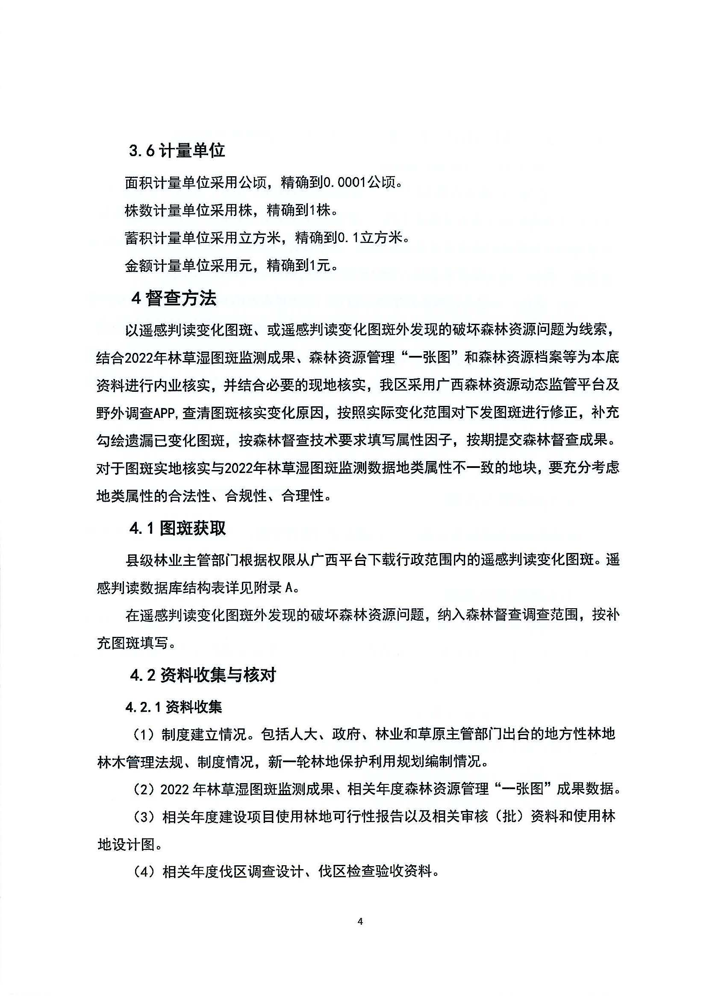 3.6 计量单位
面积计量单位采用公顷，精确到0.0001公顷。
株数计量单位采用株，精确到1株。
蓄积计量单位采用立方米，精确到0.1立方米。
金额计量单位采用元，精确到1元。
4 督查方法
以遥感判读变化图斑、或遥感判读变化图斑外发现的破坏森林资源问题为线索，
结合2022年林草湿图斑监测成果、森林资源管理“一张图”和森林资源档案等为本底
资料进行内业核实，并结合必要的现地核实，我区采用广西森林资源动态监管平台及
野外调查APP,查清图斑核实变化原因，按照实际变化范围对下发图斑进行修正，补充
勾绘遗漏已变化图斑，按森林督查技术要求填写属性因子，按期提交森林督查成果。
对于图斑实地核实与2022年林草湿图斑监测数据地类属性不一致的地块，要充分考虑
地类属性的合法性、合规性、合理性。
4.1 图斑获取
县级林业主管部门根据权限从广西平台下载行政范围内的遥感判读变化图斑。遥
感判读数据库结构表详见附录 A。
在遥感判读变化图斑外发现的破坏森林资源问题，纳入森林督查调查范围，按补
充图斑填写。
4.2 资料收集与核对
4.2.1 资料收集
（1）制度建立情况。包括人大、政府、林业和草原主管部门出台的地方性林地
林木管理法规、制度情况，新一轮林地保护利用规划编制情况。
（2）2022 年林草湿图斑监测成果、相关年度森林资源管理“一张图”成果数据。
（3）相关年度建设项目使用林地可行性报告以及相关审核（批）资料和使用林
地设计图。
（4）相关年度伐区调查设计、伐区检查验收资料。
4